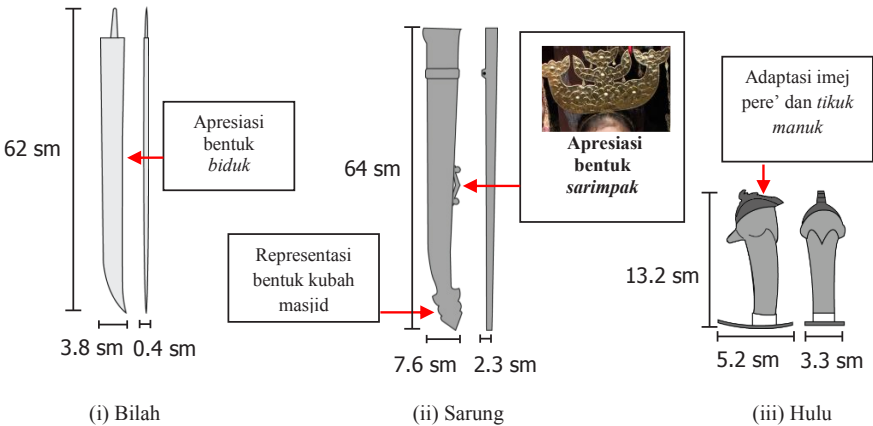 62 sm
Apresiasi
bentuk
biduk
3.8 sm 0.4 sm
(i) Bilah
64 sm
Apresiasi
bentuk
sarimpak
Representasi
bentuk kubah
masjid
7.6 sm 2.3 sm
(ii) Sarung
Adaptasi imej
pere’ dan tikuk
manuk
13.2 sm
5.2 sm 3.3 sm
(iii) Hulu